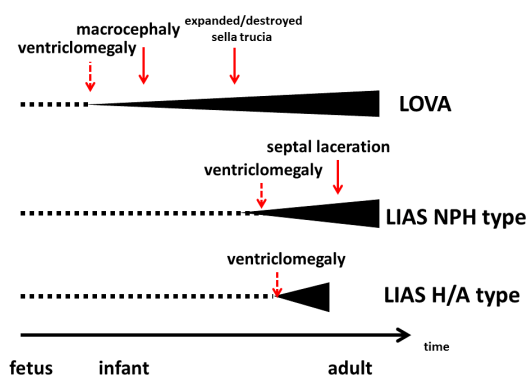 macrocephaly
ventriclomegaly
expanded/destroyed
sella trucia
LOVA
septal laceration
ventriclomegaly
LIAS NPH type
ventriclomegaly
LIAS H/A type
time
fetus infant adult